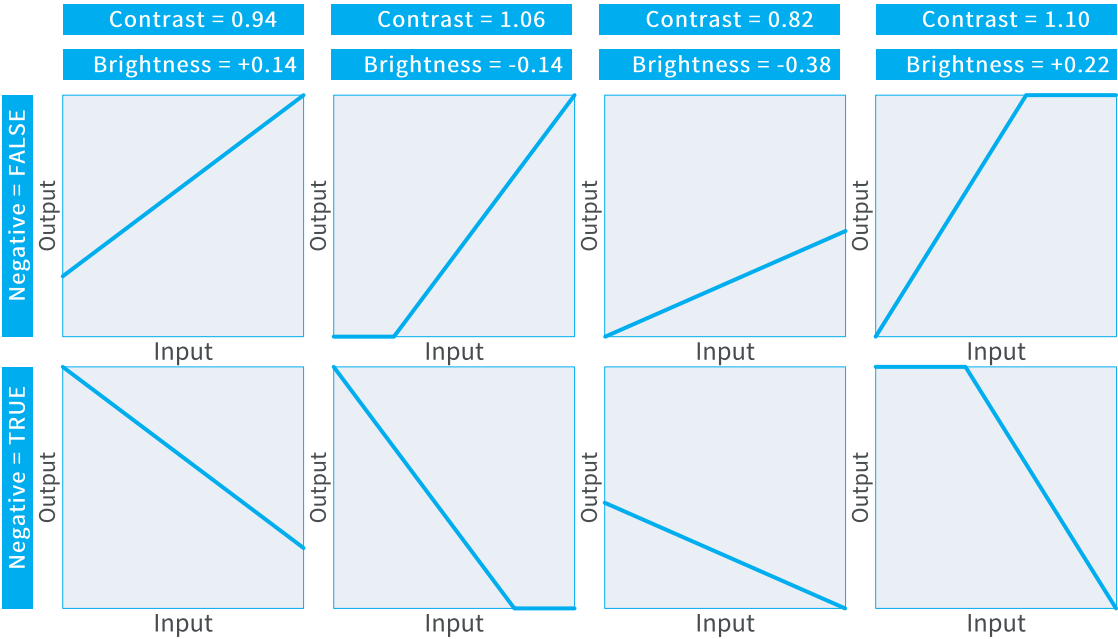 Contrast = 0.94
Contrast = 1.06
Contrast = 0.82
Contrast = 1.10
Brightness = +0.14
Brightness = -0.14
Brightness = -0.38
Brightness = +0.22
Negative = FALSE
Output
Output
Output
Output
Input
Input
Input
Input
Negative = TRUE
Output
Output
Output
Output
Input
Input
Input
Input